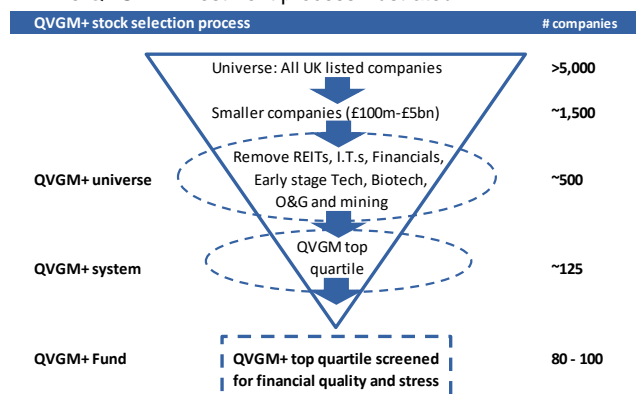 QVGM+ stock selection process # companies
Universe: All UK listed companies >5,000
Smaller companies (£100m-£5bn) ~1,500
Remove REITs, I.T.s, Financials,
QVGM+ universe Early stage Tech, Biotech, ~500
O&G and mining
QVGM top
QVGM+ system quartile ~125
QVGM+ Fund QVGM+ top quartile screened 80 - 100
for financial quality and stress